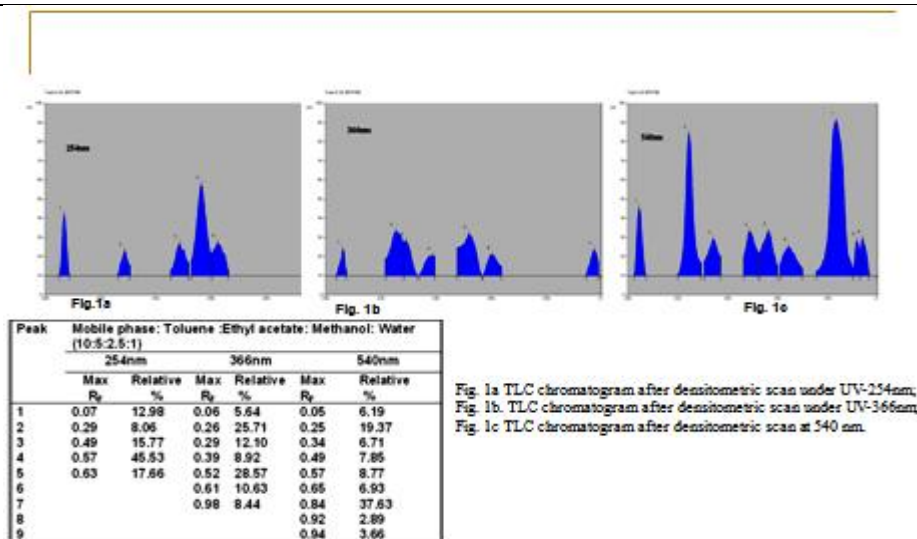 254nm
366nm
540nm
Fig.1a
Fig. 1b
Fig. 1c
Peak Mobile phase: Toluene :Ethyl acetate: Methanol: Water
(10:5:2.5:1)
254nm 366nm 540nm
Max Relative Max Relative Max Relative
Rf % Rf % Rf %
1 0.07 12.98 0.06 5.64 0.05 6.19
2 0.29 8.06 0.26 25.71 0.25 19.37
3 0.49 15.77 0.29 12.10 0.34 6.71
4 0.57 45.53 0.39 8.92 0.49 7.85
5 0.63 17.66 0.52 28.57 0.57 8.77
6 0.61 10.63 0.65 6.93
7 0.98 8.44 0.84 37.63
8 0.92 2.89
9 0.94 3.66
Fig. 1a TLC chromatogram after densitometric scan under UV-254nm;
Fig. 1b. TLC chromatogram after densitometric scan under UV-366nm;
Fig. 1c TLC chromatogram after densitometric scan at 540 nm.